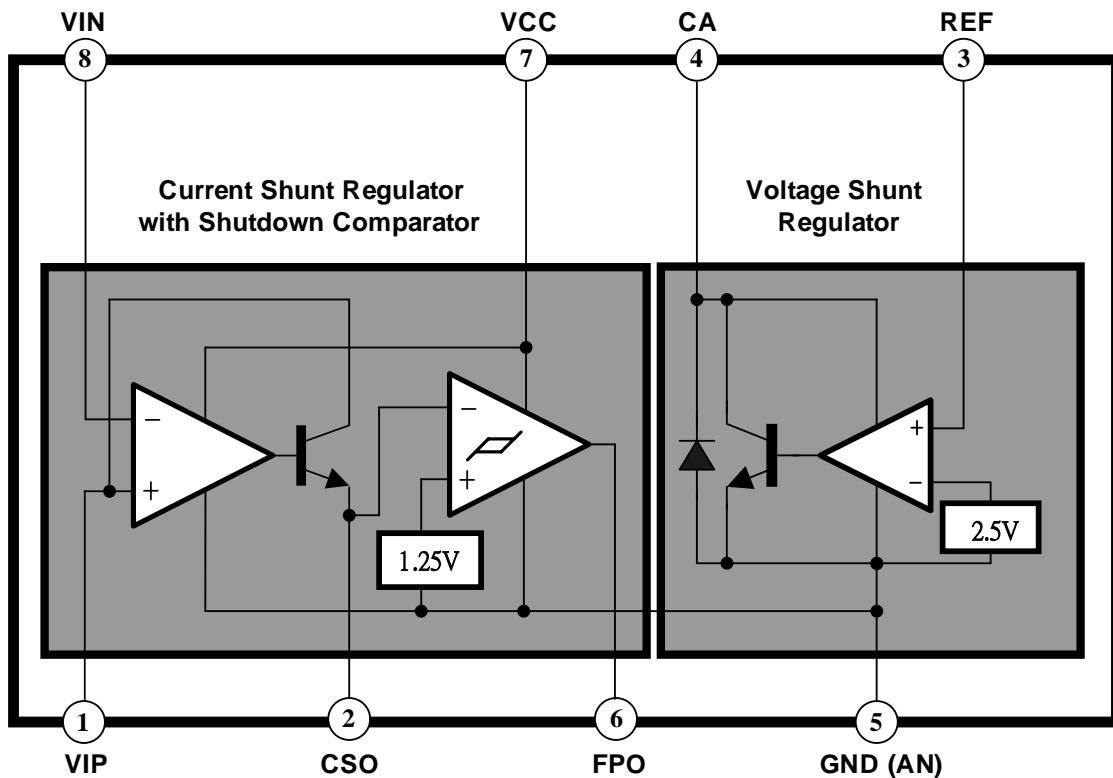 VIN
VCC
CA
REF
8
7
4
3
Current Shunt Regulator
with Shutdown Comparator
Voltage Shunt
Regulator
−
+
−
+
+
−
1.25V
2.5V
1
2
6
5
VIP
CSO
FPO
GND (AN)